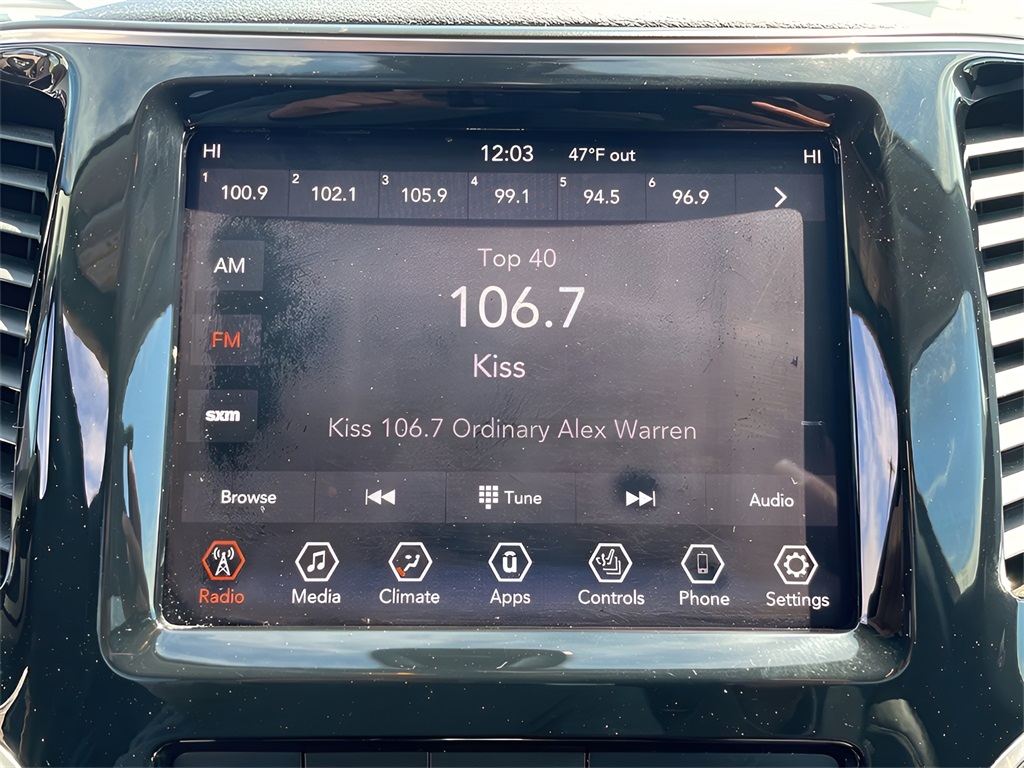 HI 12:03 47°F out HI
1 100.9 2 102.1 3 105.9 4 99.1 5 94.5 6 96.9
Top 40
AM
106.7
FM
Kiss
sxm
Kiss 106.7 Ordinary Alex Warren
Browse Tune Audio
Radio Media Climate Apps Controls Phone Settings